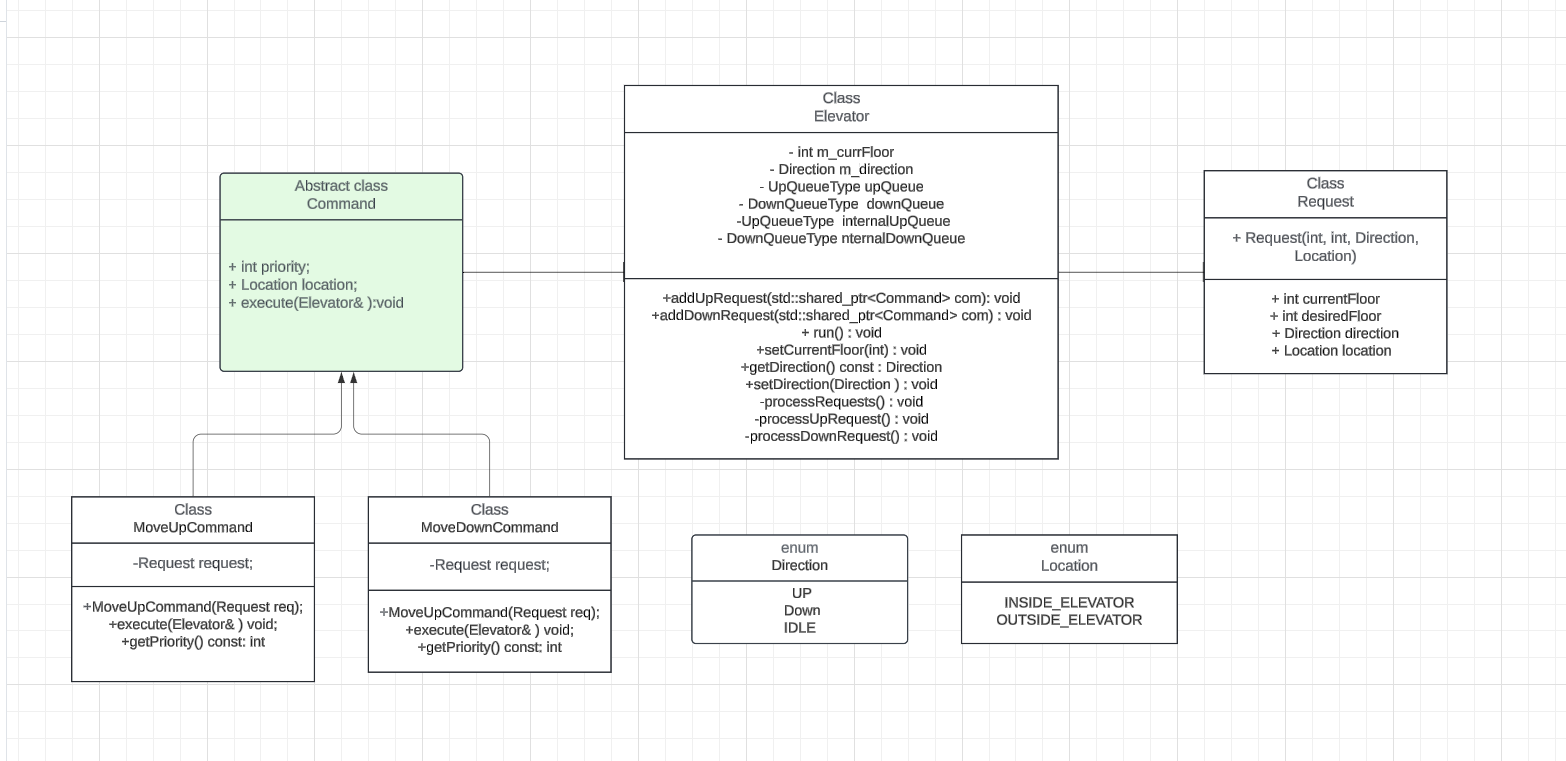 Class
Elevator
- int m_currFloor
- Direction m_direction
- UpQueueType upQueue
- DownQueueType downQueue
-UpQueueType internalUpQueue
- DownQueueType nternalDownQueue
+addUpRequest(std::shared_ptr<Command> com): void
+addDownRequest(std::shared_ptr<Command> com) : void
+ run() : void
+setCurrentFloor(int) : void
+getDirection() const : Direction
+setDirection(Direction ) : void
-processRequests() : void
-processUpRequest() : void
-processDownRequest() : void
Abstract class
Command
+ int priority;
+ Location location;
+ execute(Elevator& ):void
Class
Request
+ Request(int, int, Direction,
Location)
+ int currentFloor
+ int desiredFloor
+ Direction direction
+ Location location
Class
MoveUpCommand
-Request request;
+MoveUpCommand(Request req);
+execute(Elevator& ) void;
+getPriority() const: int
Class
MoveDownCommand
-Request request;
+MoveUpCommand(Request req);
+execute(Elevator& ) void;
+getPriority() const: int
enum
Direction
UP
Down
IDLE
enum
Location
INSIDE_ELEVATOR
OUTSIDE_ELEVATOR